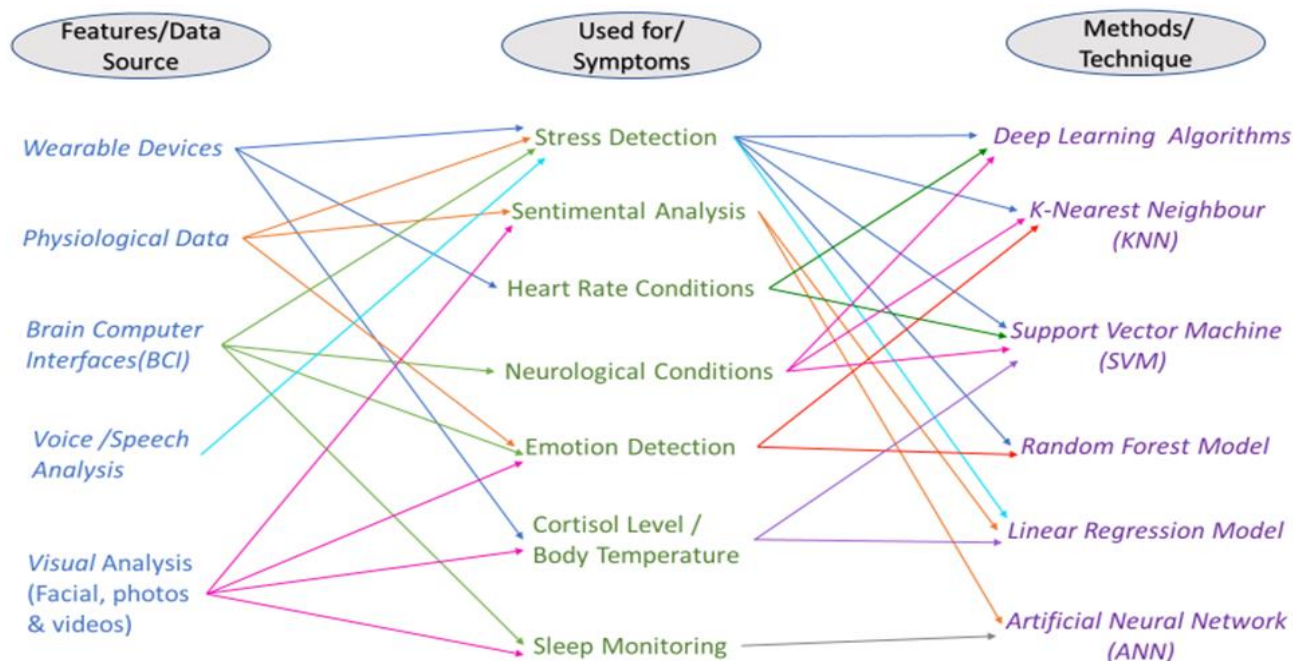 Features/Data
Source
Used for/
Symptoms
Methods/
Technique
Wearable Devices
Physiological Data
Brain Computer
Interfaces(BCI)
Voice /Speech
Analysis
Visual Analysis
(Facial, photos
& videos)
Stress Detection
Sentimental Analysis
Heart Rate Conditions
Neurological Conditions
Emotion Detection
Cortisol Level /
Body Temperature
Sleep Monitoring
Deep Learning Algorithms
K-Nearest Neighbour
(KNN)
Support Vector Machine
(SVM)
Random Forest Model
Linear Regression Model
Artificial Neural Network
(ANN)